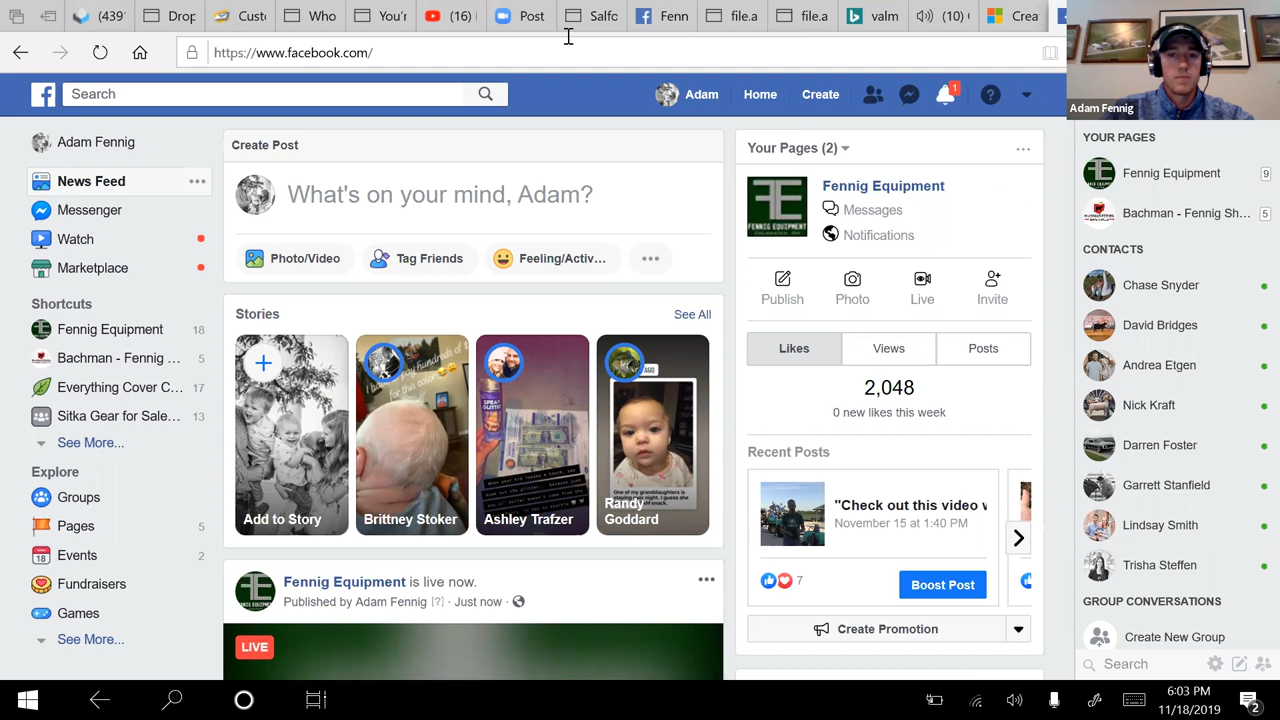 (439
Drop
Custo
Who
You'r
(16)
Post
Salfo
Fenn
file.a
file.a
valm
(10)
Crea
https://www.facebook.com/
Adam Fennig
Search
Adam
Home
Create
1
Adam Fennig
News Feed
Messenger
Watch
Marketplace
Shortcuts
Fennig Equipment 18
Bachman - Fennig ... 5
Everything Cover C... 17
Sitka Gear for Sale... 13
See More...
Explore
Groups
Pages 5
Events 2
Fundraisers
Games
See More...
Create Post
What's on your mind, Adam?
Photo/Video
Tag Friends
Feeling/Activ...
Stories
See All
Add to Story
Brittney Stoker
Ashley Trafzer
Randy
Goddard
Fennig Equipment is live now.
Published by Adam Fennig [?] · Just now ·
LIVE
Your Pages (2)
Fennig Equipment
FENNIG EQUIPMENT
Messages
Notifications
Publish
Photo
Live
Invite
Likes
Views
Posts
2,048
0 new likes this week
Recent Posts
"Check out this video v
November 15 at 1:40 PM
7
Boost Post
Create Promotion
YOUR PAGES
Fennig Equipment 9
Bachman - Fennig Sh... 5
CONTACTS
Chase Snyder
David Bridges
Andrea Etgen
Nick Kraft
Darren Foster
Garrett Stanfield
Lindsay Smith
Trisha Steffen
GROUP CONVERSATIONS
Create New Group
Search
6:03 PM
11/18/2019
2